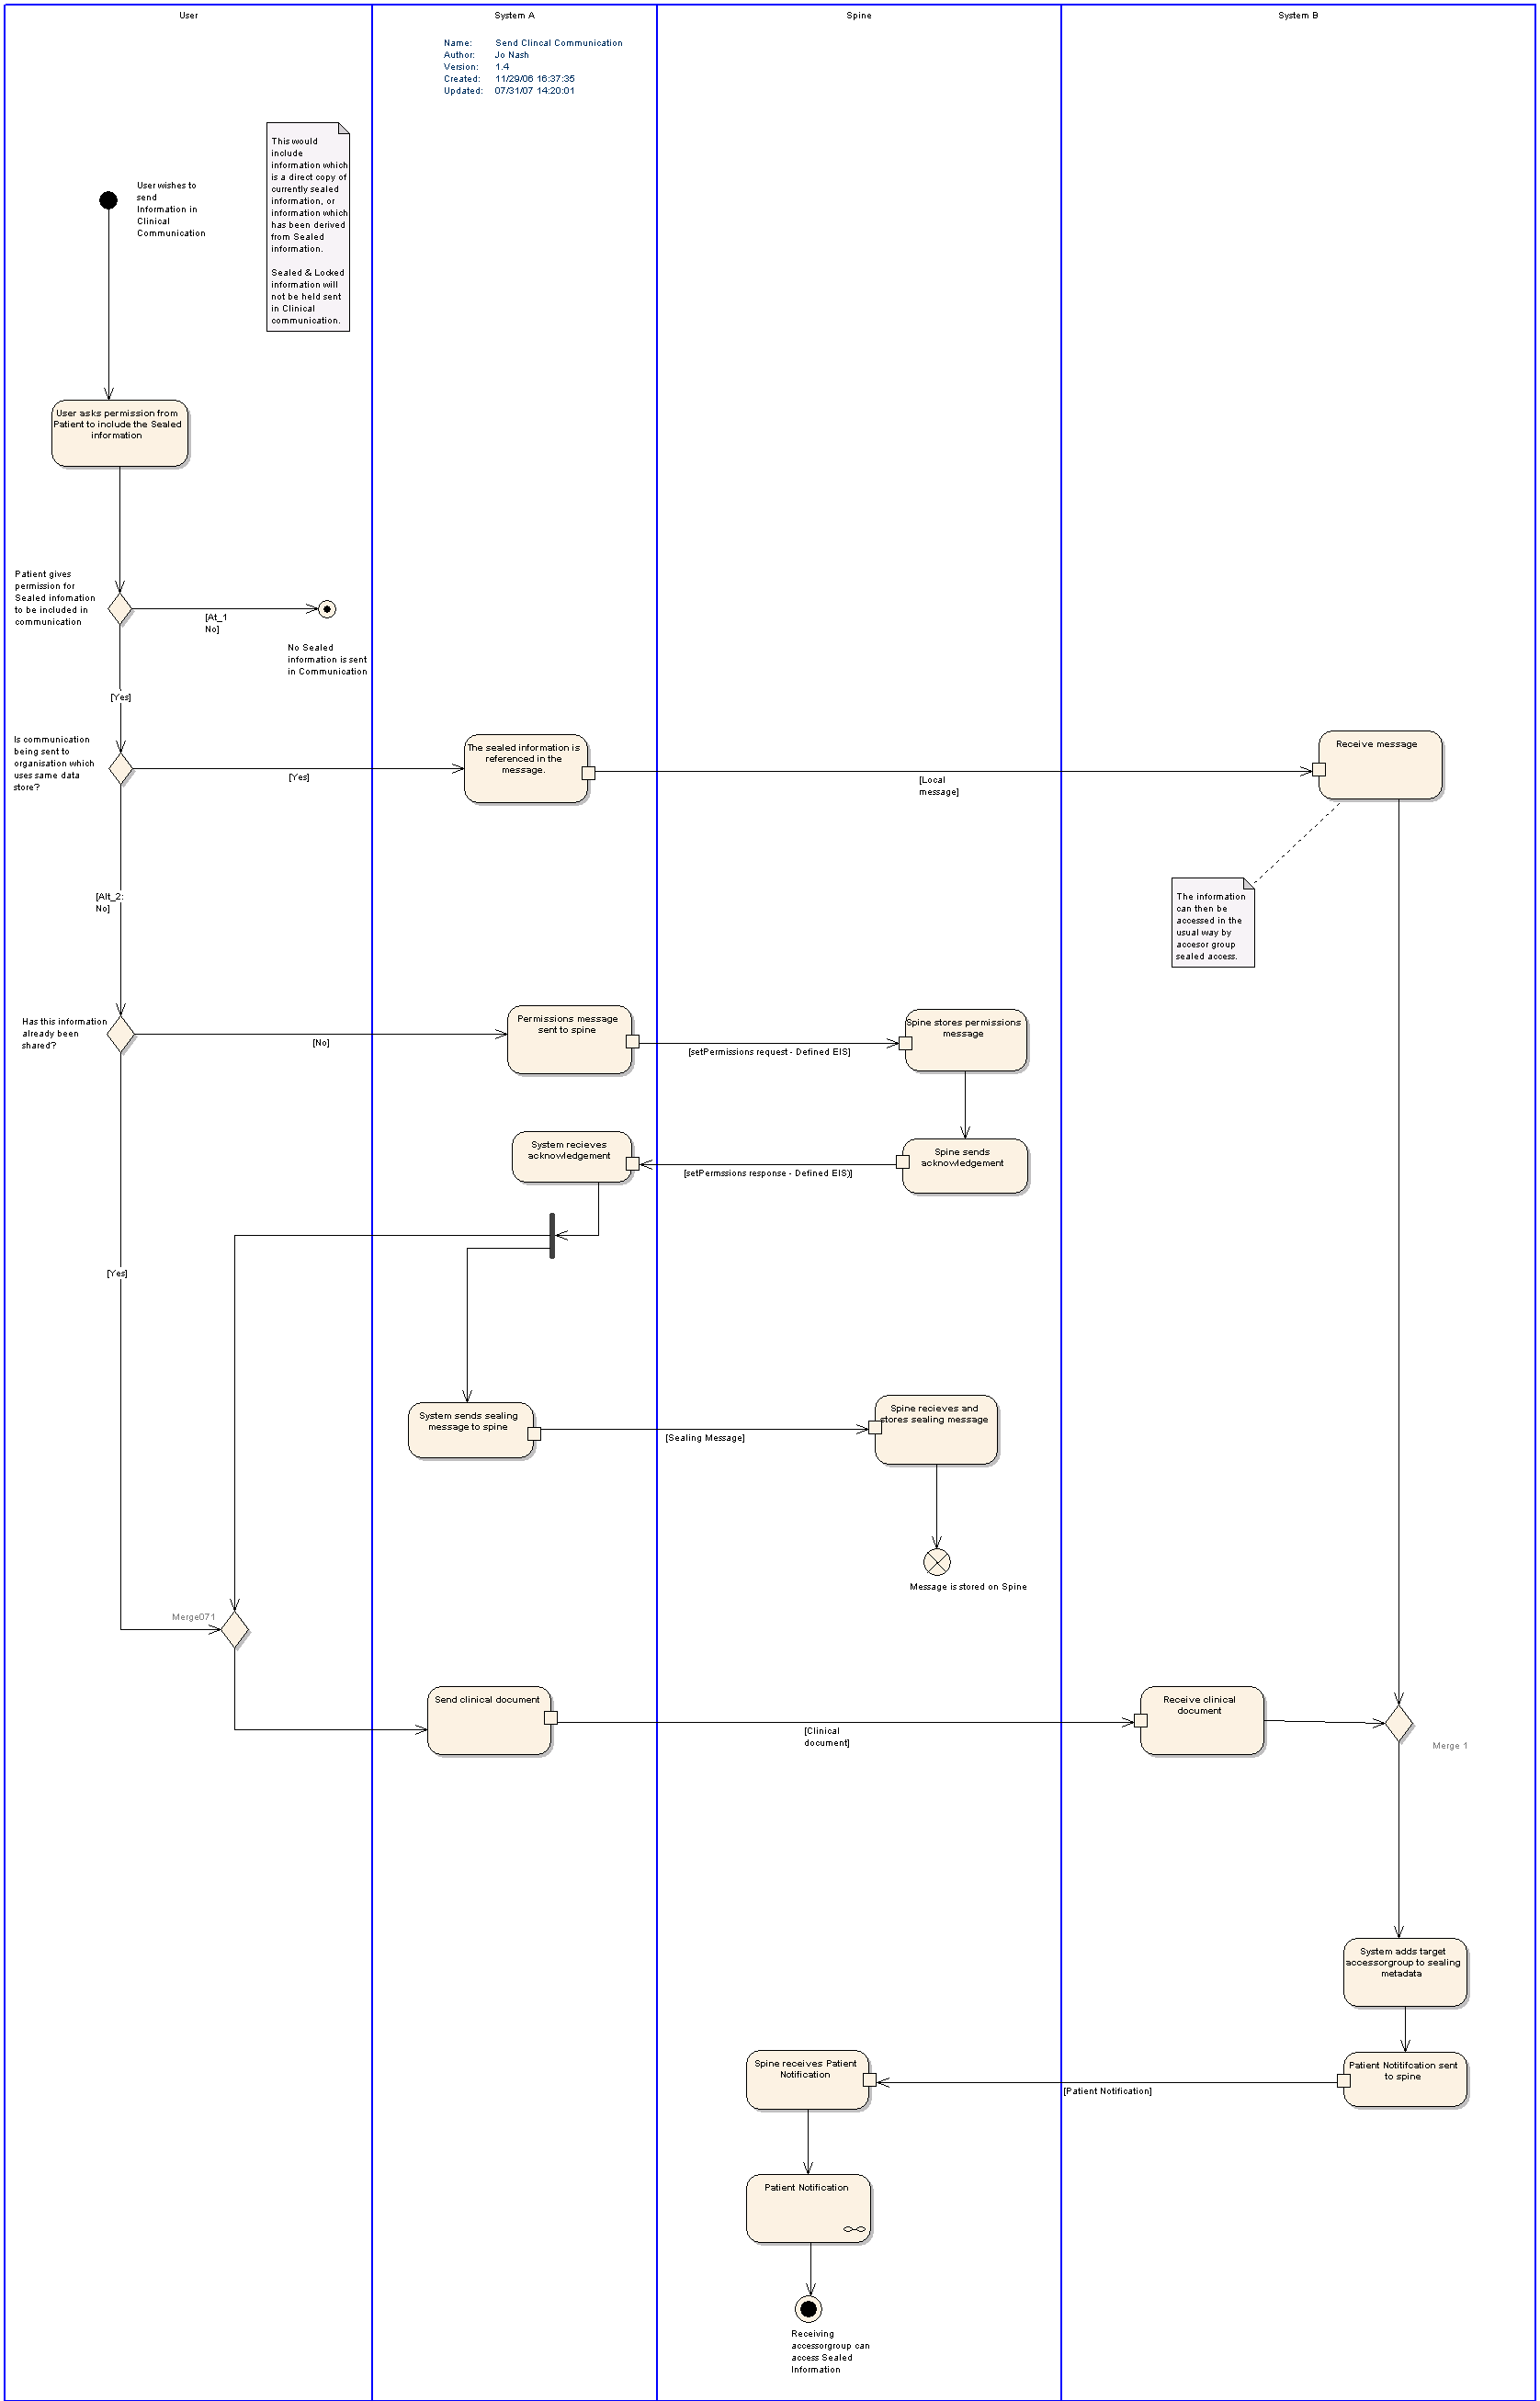 User
System A
Spine
System B
Name: Send Clincal Communication
Author: Jo Nash
Version: 1.4
Created: 11/29/06 16:37:35
Updated: 07/31/07 14:20:01
This would
include
information which
is a direct copy of
currently sealed
information, or
information which
has been derived
from Sealed
information.
Sealed & Locked
information will
not be held sent
in Clinical
communication.
User wishes to
send
Information in
Clinical
Communication
User asks permission from
Patient to include the Sealed
information
Patient gives
permission for
Sealed infomation
to be included in
communication
[At_1
No]
No Sealed
information is sent
in Communication
[Yes]
Is communication
being sent to
organisation which
uses same data
store?
[Yes]
The sealed information is
referenced in the
message.
[Local
message]
Receive message
The information
can then be
accessed in the
usual way by
accesor group
sealed access.
[Alt_2:
No]
Has this information
already been
shared?
[No]
Permissions message
sent to spine
[setPermissions request - Defined EIS]
Spine stores permissions
message
System recieves
acknowledgement
[setPermssions response - Defined EIS)]
Spine sends
acknowledgement
[Yes]
System sends sealing
message to spine
[Sealing Message]
Spine recieves and
stores sealing message
Message is stored on Spine
Merge071
Send clinical document
[Clinical
document]
Receive clinical
document
Merge 1
System adds target
accessorgroup to sealing
metadata
Spine receives Patient
Notification
[Patient Notification]
Patient Notitifcation sent
to spine
Patient Notification
Receiving
accessorgroup can
access Sealed
Information